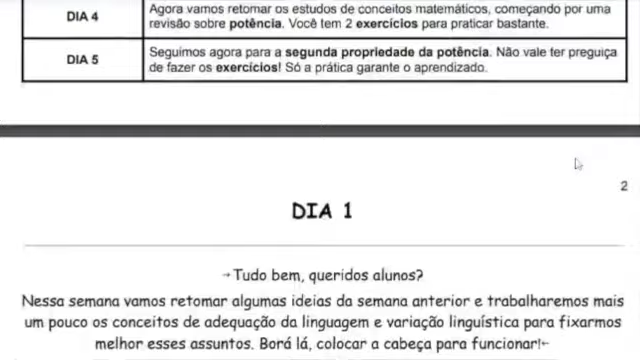 DIA 4
Agora vamos retomar os estudos de conceitos matemáticos, começando por uma
revisão sobre potência. Você tem 2 exercícios para praticar bastante.
DIA 5
Seguimos agora para a segunda propriedade da potência. Não vale ter preguiça
de fazer os exercícios! Só a prática garante o aprendizado.
2
DIA 1
→Tudo bem, queridos alunos?
Nessa semana vamos retomar algumas ideias da semana anterior e trabalharemos mais
um pouco os conceitos de adequação da linguagem e variação linguística para fixarmos
melhor esses assuntos. Borá lá, colocar a cabeça para funcionar!←